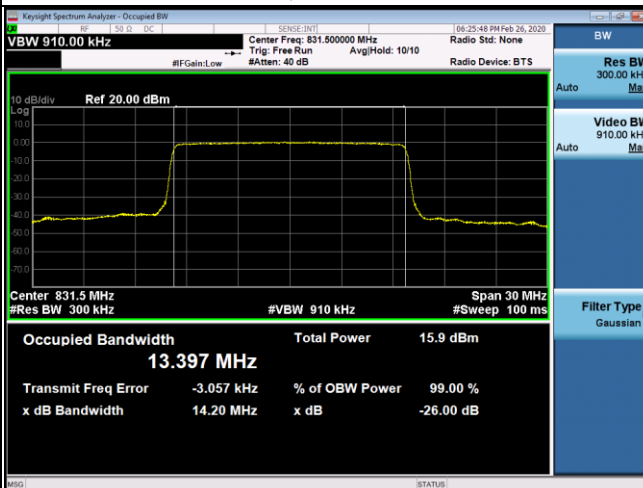 Keysight Spectrum Analyzer - Occupied BW
RF 50 Ω DC SENSE:INT 06:25:48 PM Feb 26, 2020
VBW 910.00 kHz Center Freq: 831.500000 MHz Radio Std: None
Trig: Free Run Avg|Hold: 10/10
#IFGain:Low #Atten: 40 dB Radio Device: BTS
10 dB/div Ref 20.00 dBm
Log
10.0
0.00
-10.0
-20.0
-30.0
-40.0
-50.0
-60.0
-70.0
Center 831.5 MHz Span 30 MHz
#Res BW 300 kHz #VBW 910 kHz #Sweep 100 ms
Occupied Bandwidth Total Power 15.9 dBm
13.397 MHz
Transmit Freq Error -3.057 kHz % of OBW Power 99.00 %
x dB Bandwidth 14.20 MHz x dB -26.00 dB
MSG STATUS
BW
Res BW
300.00 kH
Auto Ma
Video BW
910.00 kH
Auto Ma
Filter Type
Gaussian